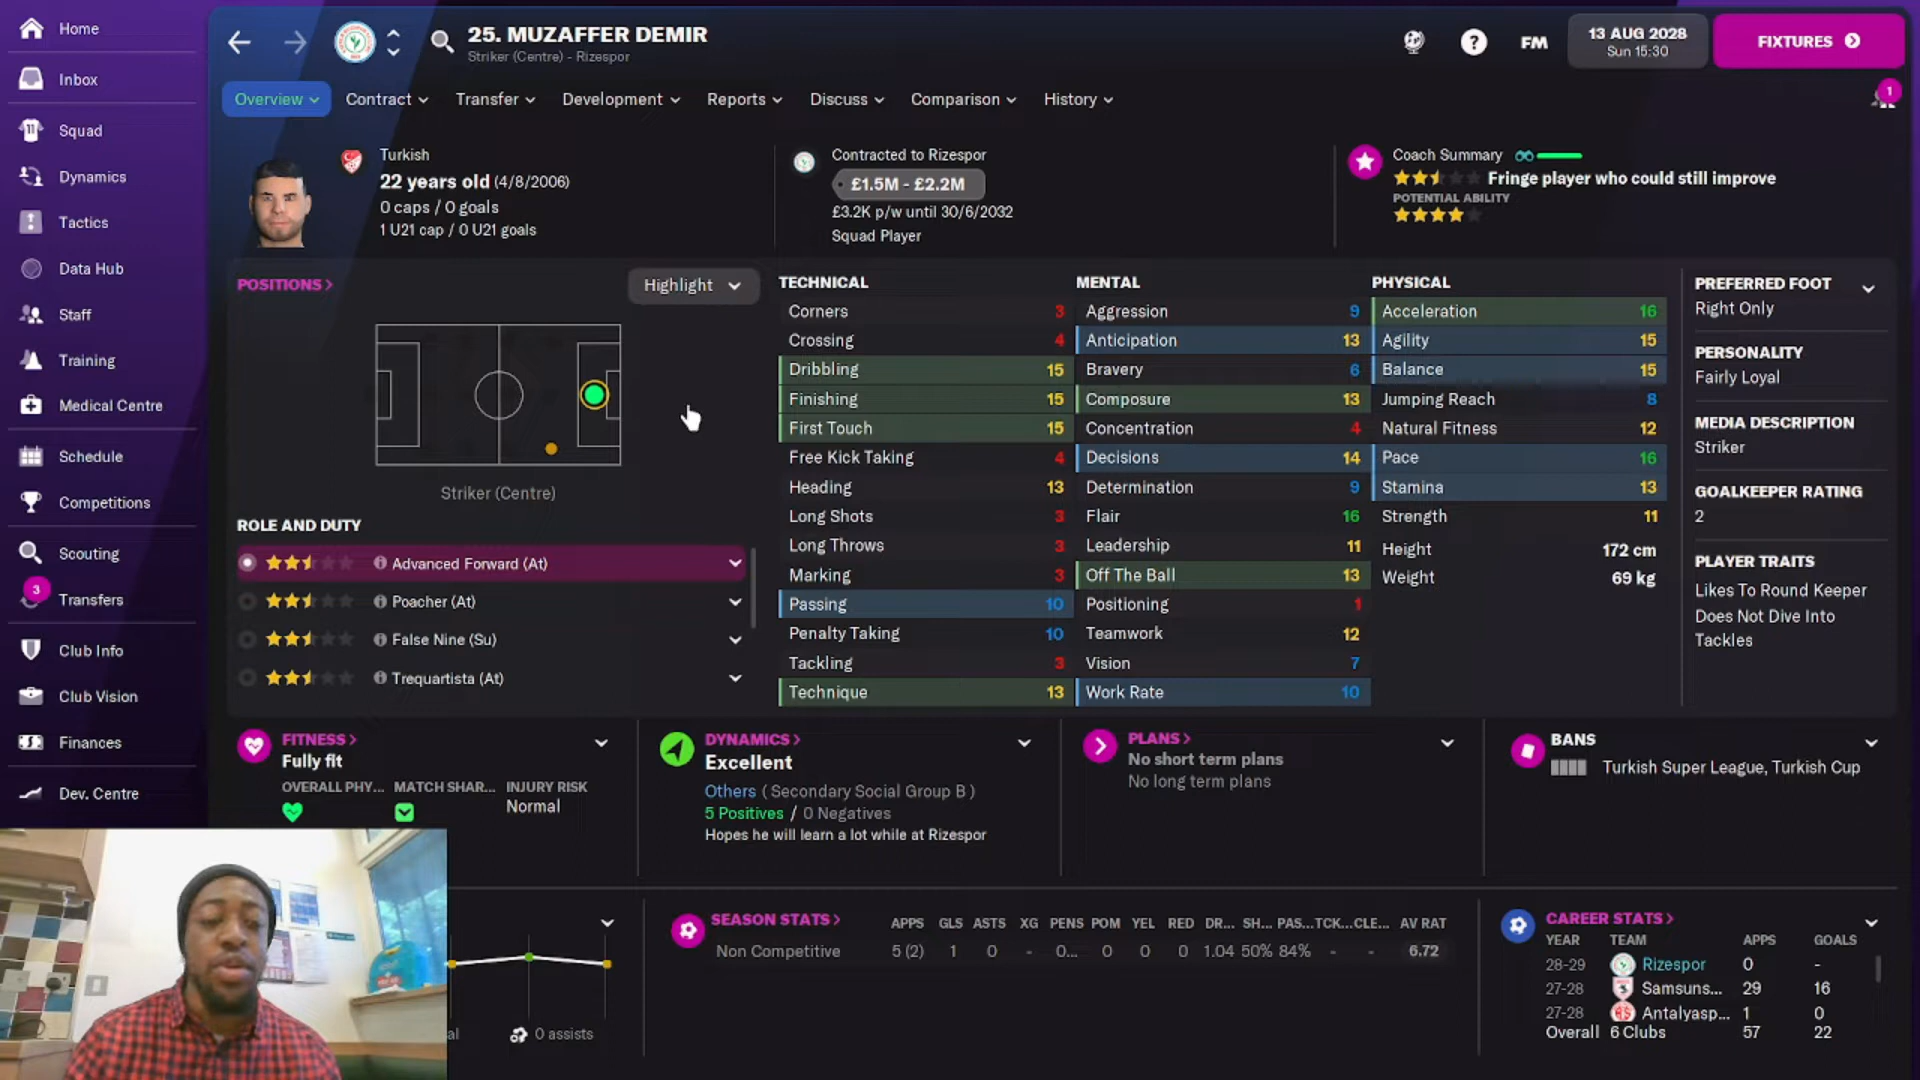 Home
Inbox
Squad
Dynamics
Tactics
Data Hub
Staff
Training
Medical Centre
Schedule
Competitions
Scouting
3
Transfers
Club Info
Club Vision
Finances
Dev. Centre
25. MUZAFFER DEMIR
Striker (Centre) - Rizespor
?
FM
13 AUG 2028
Sun 15:30
FIXTURES
Overview
Contract
Transfer
Development
Reports
Discuss
Comparison
History
1
Turkish
22 years old (4/8/2006)
0 caps / 0 goals
1 U21 cap / 0 U21 goals
Contracted to Rizespor
£1.5M - £2.2M
£3.2K p/w until 30/6/2032
Squad Player
Coach Summary
Fringe player who could still improve
POTENTIAL ABILITY
POSITIONS >
Highlight
Striker (Centre)
ROLE AND DUTY
Advanced Forward (At)
Poacher (At)
False Nine (Su)
Trequartista (At)
TECHNICAL
Corners 3
Crossing 4
Dribbling 15
Finishing 15
First Touch 15
Free Kick Taking 4
Heading 13
Long Shots 3
Long Throws 3
Marking 3
Passing 10
Penalty Taking 10
Tackling 3
Technique 13
MENTAL
Aggression 9
Anticipation 13
Bravery 6
Composure 13
Concentration 4
Decisions 14
Determination 9
Flair 16
Leadership 11
Off The Ball 13
Positioning 1
Teamwork 12
Vision 7
Work Rate 10
PHYSICAL
Acceleration 16
Agility 15
Balance 15
Jumping Reach 8
Natural Fitness 12
Pace 16
Stamina 13
Strength 11
Height 172 cm
Weight 69 kg
PREFERRED FOOT
Right Only
PERSONALITY
Fairly Loyal
MEDIA DESCRIPTION
Striker
GOALKEEPER RATING
2
PLAYER TRAITS
Likes To Round Keeper
Does Not Dive Into
Tackles
FITNESS >
Fully fit
OVERALL PHY... MATCH SHAR... INJURY RISK
Normal
DYNAMICS >
Excellent
Others ( Secondary Social Group B )
5 Positives / 0 Negatives
Hopes he will learn a lot while at Rizespor
PLANS >
No short term plans
No long term plans
BANS
Turkish Super League, Turkish Cup
al
0 assists
SEASON STATS > APPS GLS ASTS XG PENS POM YEL RED DR... SH... PAS... TCK... CLE... AV RAT
Non Competitive 5 (2) 1 0 - 0... 0 0 0 1.04 50% 84% - - 6.72
CAREER STATS >
YEAR TEAM APPS GOALS
28-29 Rizespor 0 -
27-28 Samsuns... 29 16
27-28 Antalyasp... 1 0
Overall 6 Clubs 57 22